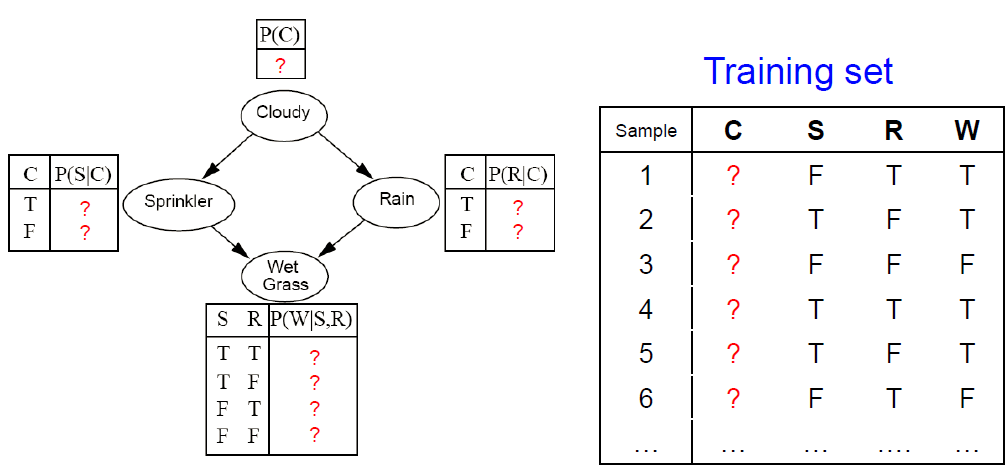 P(C)
?
Cloudy
C P(S|C)
T ?
F ?
Sprinkler
Rain
C P(R|C)
T ?
F ?
Wet
Grass
S R P(W|S,R)
T T ?
T F ?
F T ?
F F ?
Training set
Sample C S R W
1 ? F T T
2 ? T F T
3 ? F F F
4 ? T T T
5 ? T F T
6 ? F T F
... ... ... .... ...